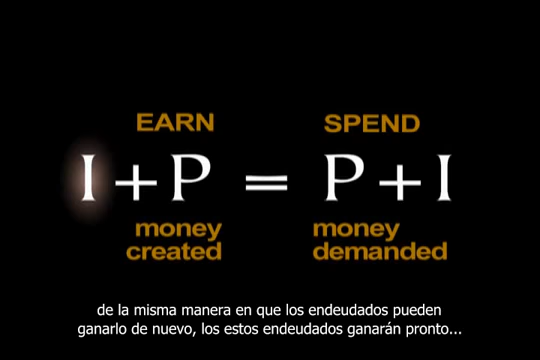 EARN SPEND
I+P = P+I
money created
money demanded
de la misma manera en que los endeudados pueden
ganarlo de nuevo, los estos endeudados ganarán pronto...